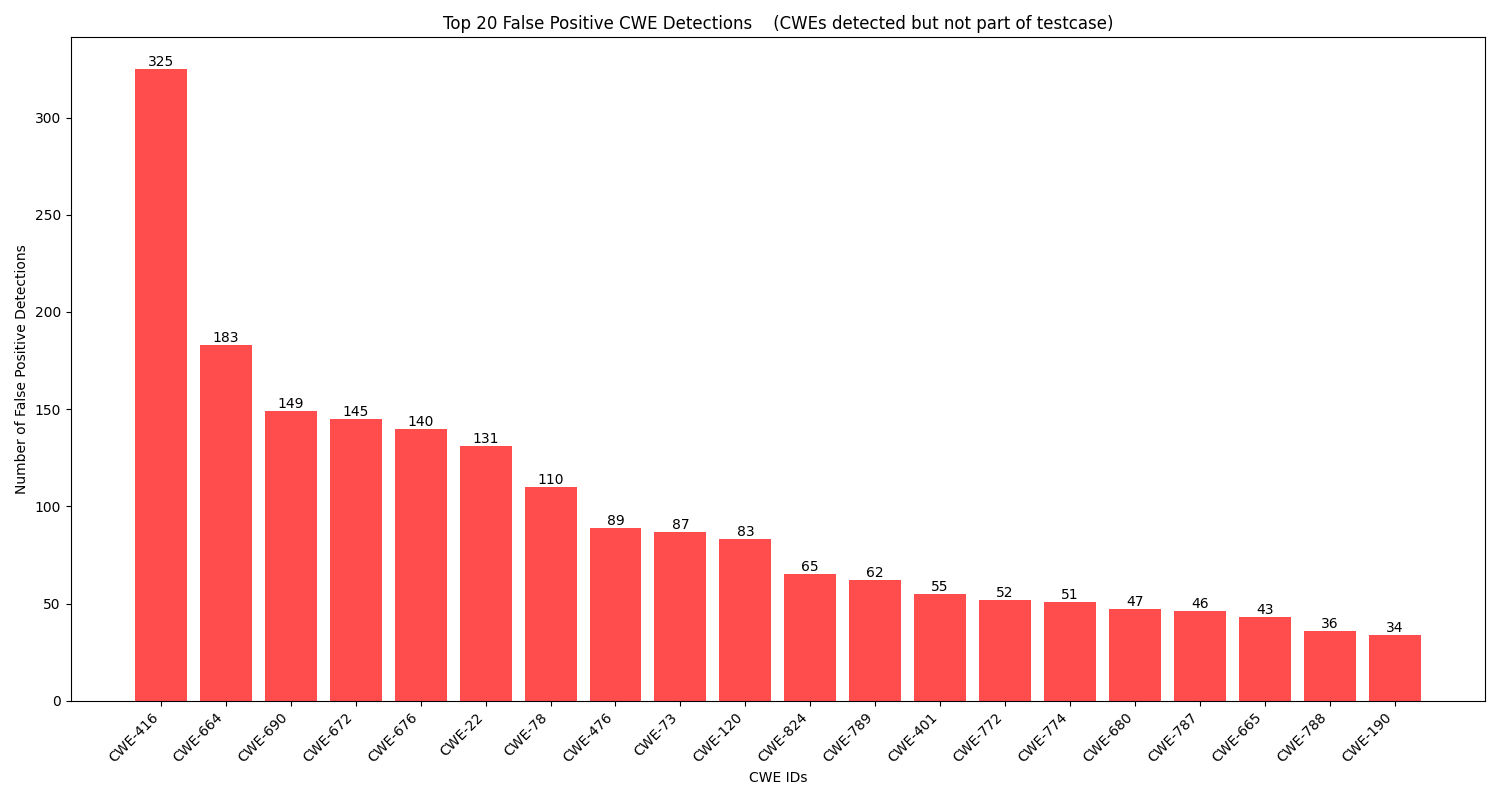 Top 20 False Positive CWE Detections    (CWEs detected but not part of testcase)
Number of False Positive Detections
300
250
200
150
100
50
0
325
183
149
145
140
131
110
89
87
83
65
62
55
52
51
47
46
43
36
34
CWE-416
CWE-664
CWE-690
CWE-672
CWE-676
CWE-22
CWE-78
CWE-476
CWE-73
CWE-120
CWE-824
CWE-789
CWE-401
CWE-772
CWE-774
CWE-680
CWE-787
CWE-665
CWE-788
CWE-190
CWE IDs